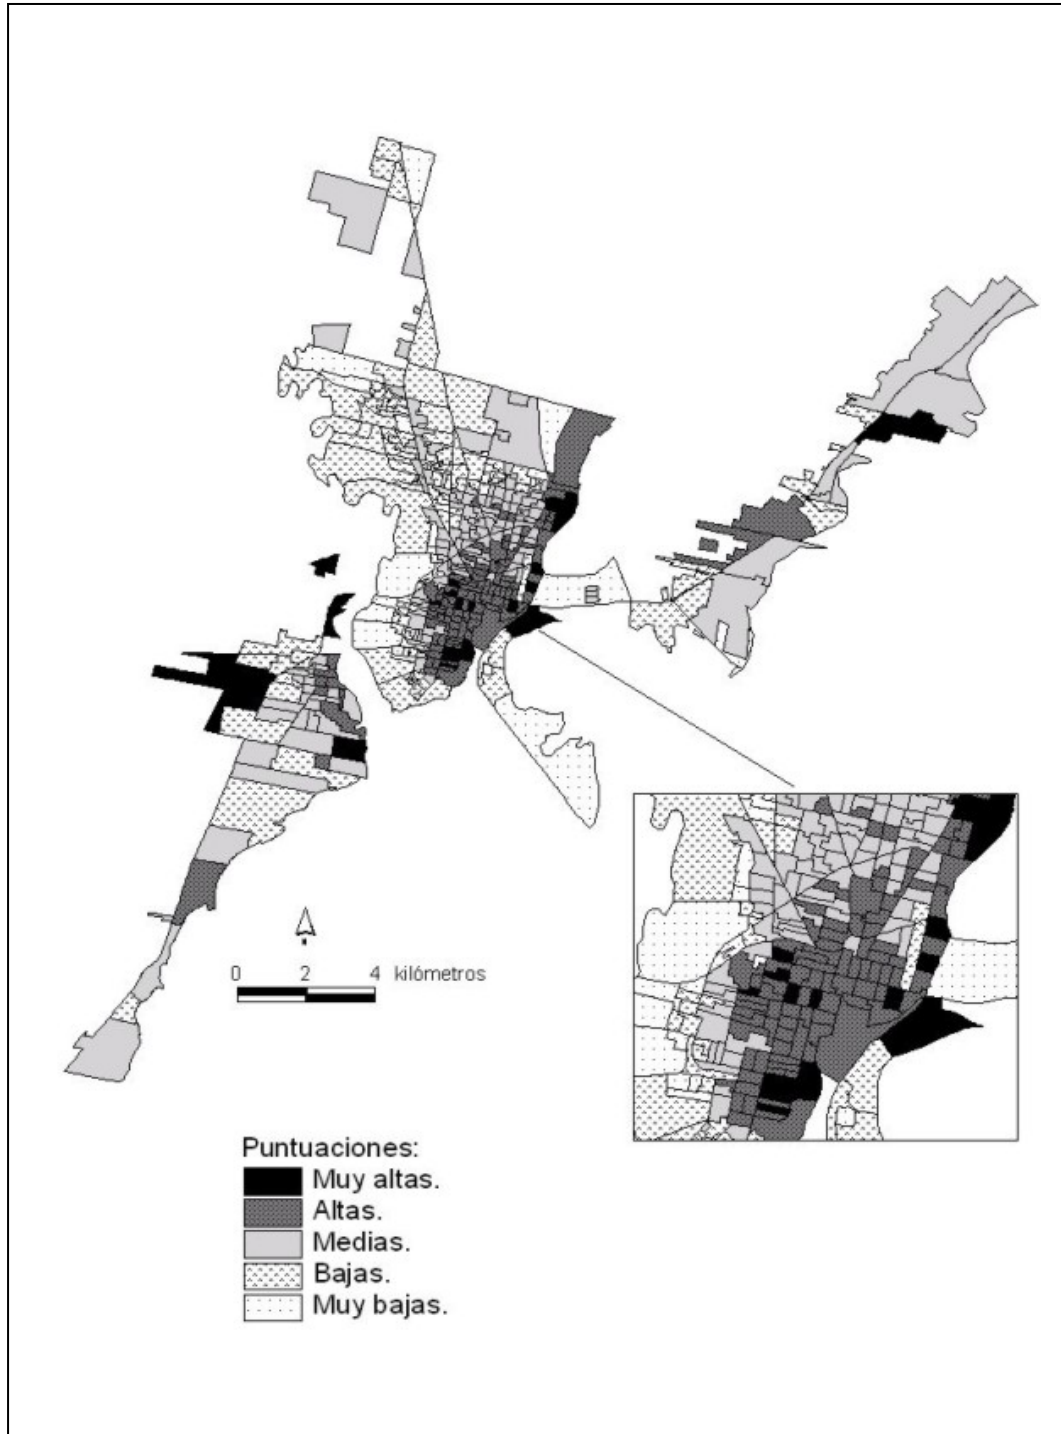 0 2 4 kilómetros
Puntuaciones:
Muy altas.
Altas.
Medias.
Bajas.
Muy bajas.